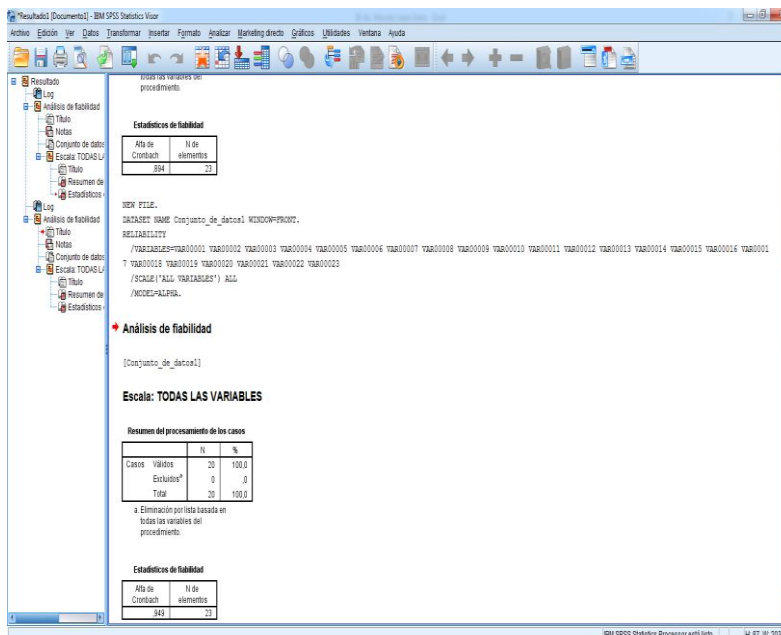 *Resultado1 [Documento1] - IBM SPSS Statistics Visor
Archivo Edición Ver Datos Transformar Insertar Formato Analizar Marketing directo Gráficos Utilidades Ventana Ayuda
Resultado
Log
Análisis de fiabilidad
Título
Notas
Conjunto de datos
Escala: TODAS LA
Título
Resumen de
Estadísticos
Log
Análisis de fiabilidad
Título
Notas
Conjunto de datos
Escala: TODAS LA
Título
Resumen de
Estadísticos
todas las variables del
procedimiento.
Estadísticos de fiabilidad
Alfa de Cronbach N de elementos
,894 23
NEW FILE.
DATASET NAME Conjunto_de_datos1 WINDOW=FRONT.
RELIABILITY
/VARIABLES=VAR00001 VAR00002 VAR00003 VAR00004 VAR00005 VAR00006 VAR00007 VAR00008 VAR00009 VAR00010 VAR00011 VAR00012 VAR00013 VAR00014 VAR00015 VAR00016 VAR0001
7 VAR00018 VAR00019 VAR00020 VAR00021 VAR00022 VAR00023
/SCALE('ALL VARIABLES') ALL
/MODEL=ALPHA.
Análisis de fiabilidad
[Conjunto_de_datos1]
Escala: TODAS LAS VARIABLES
Resumen del procesamiento de los casos
N %
Casos Válidos 20 100,0
Excluidosª 0 ,0
Total 20 100,0
a. Eliminación por lista basada en
todas las variables del
procedimiento.
Estadísticos de fiabilidad
Alfa de Cronbach N de elementos
,949 23
IBM SPSS Statistics Processor está listo